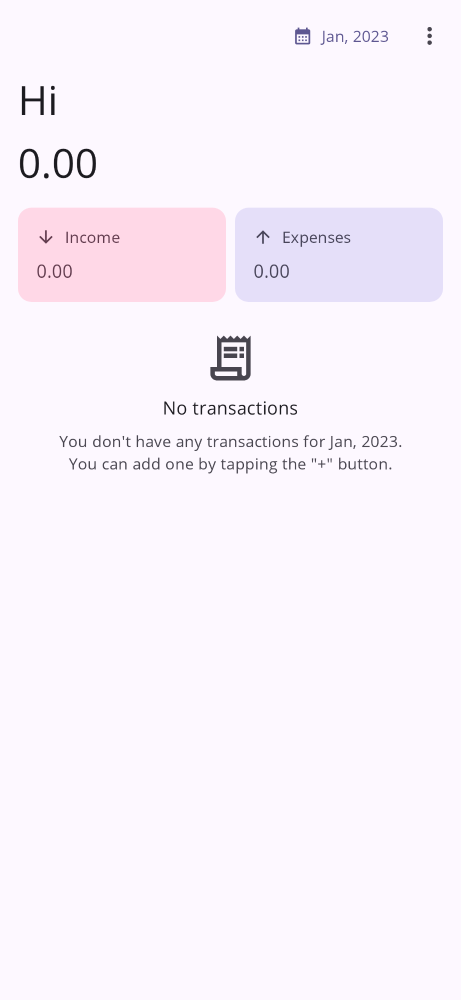 Jan, 2023
Hi
0.00
Income
0.00
Expenses
0.00
No transactions
You don't have any transactions for Jan, 2023.
You can add one by tapping the "+" button.